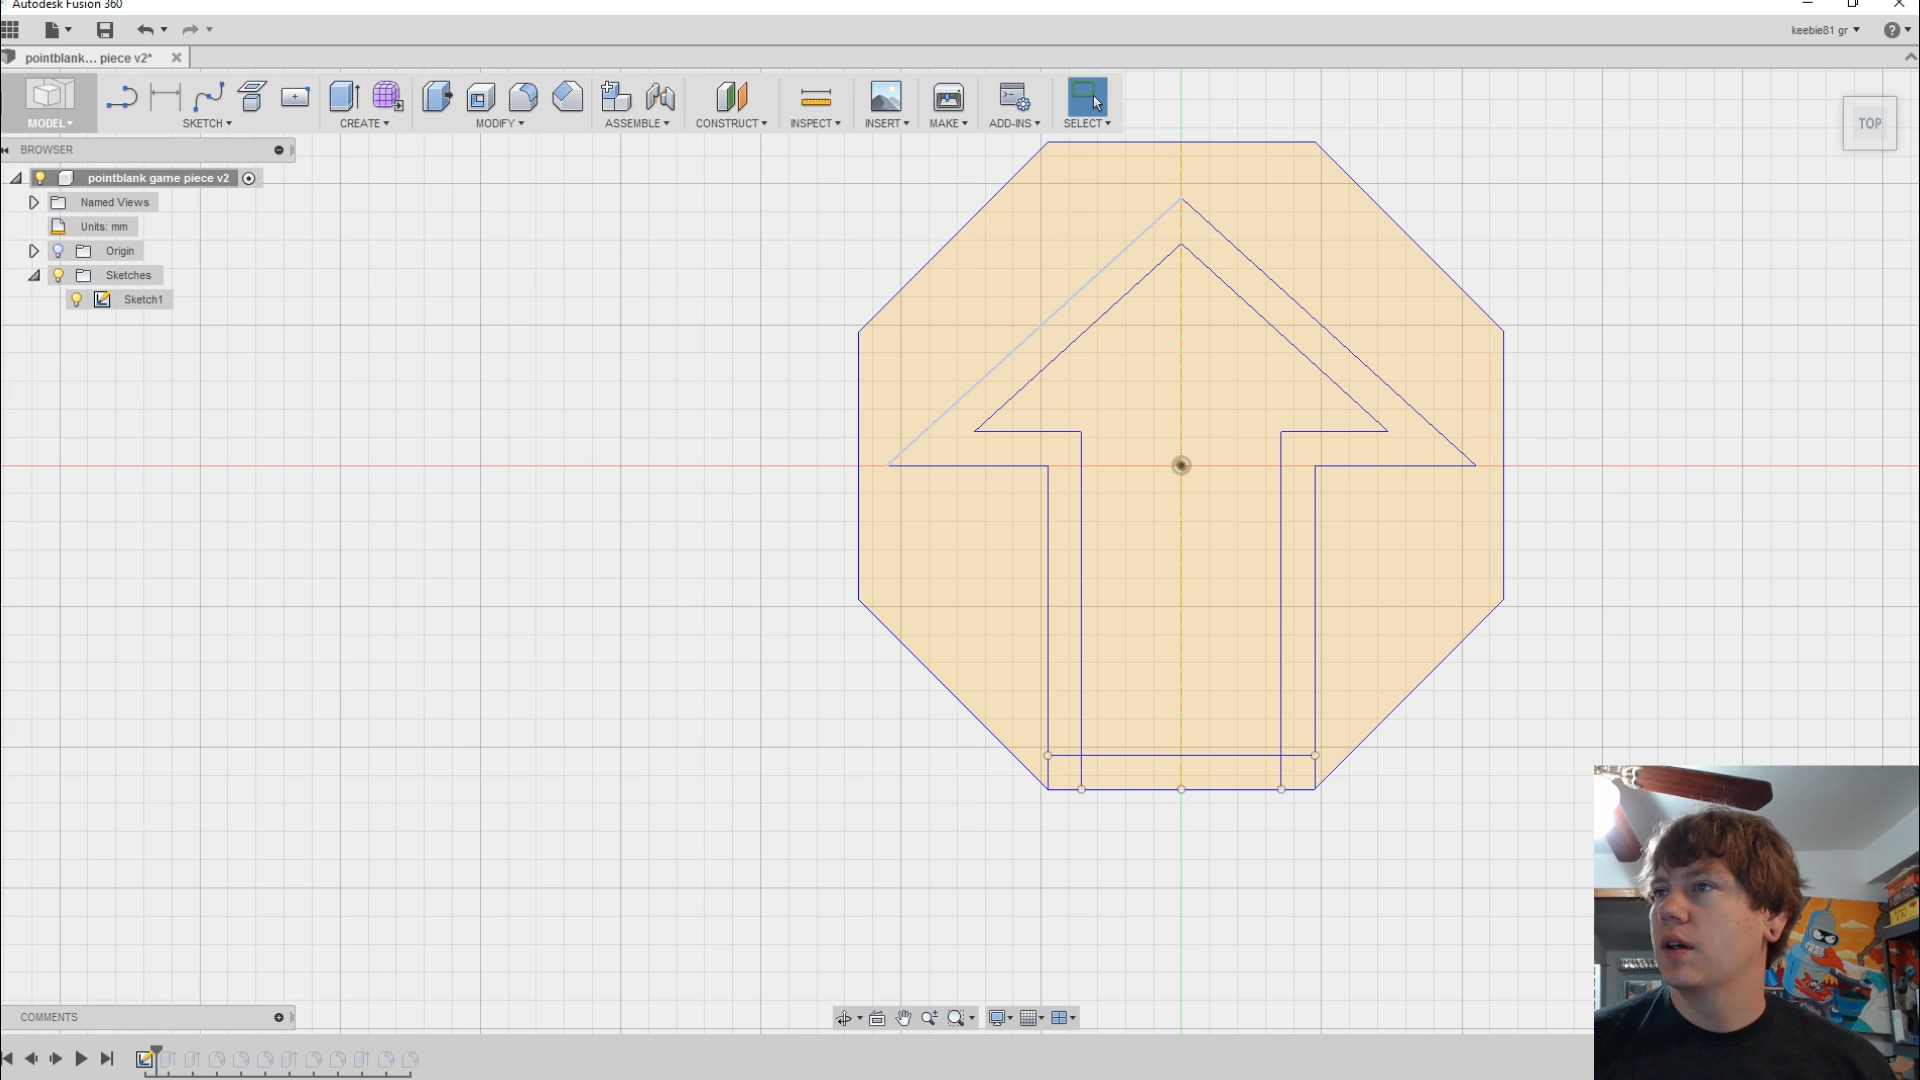 Autodesk Fusion 360
keebie81 gr
pointblank... piece v2*
MODEL
SKETCH
CREATE
MODIFY
ASSEMBLE
CONSTRUCT
INSPECT
INSERT
MAKE
ADD-INS
SELECT
TOP
BROWSER
pointblank game piece v2
Named Views
Units: mm
Origin
Sketches
Sketch1
COMMENTS